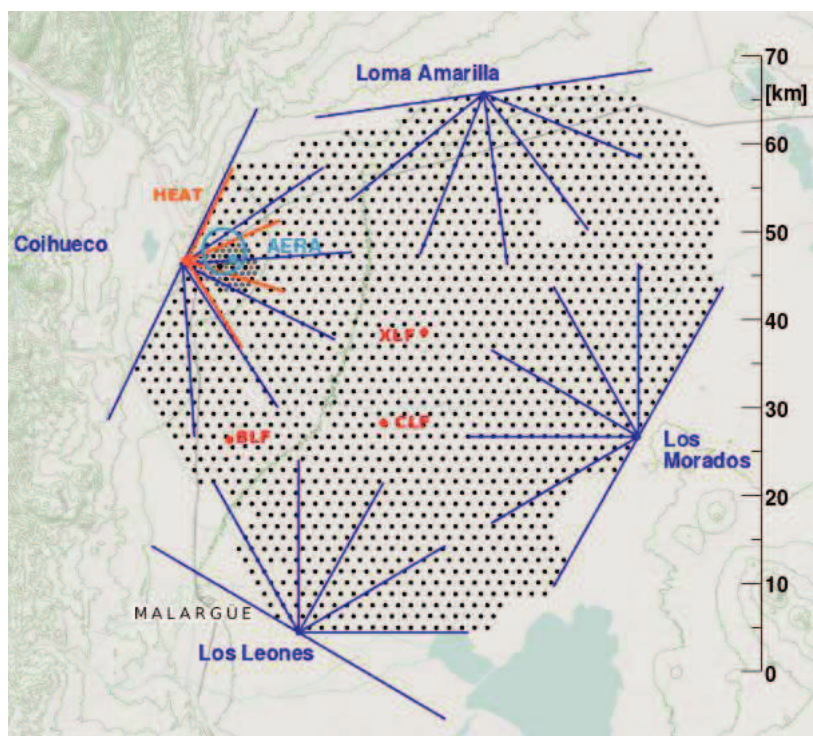 70
Loma Amarilla
[km]
60
HEAT
Coihueco
AERA
50
XLF
40
CLF
BLF
30
Los
Morados
20
10
MALARGÜE
Los Leones
0